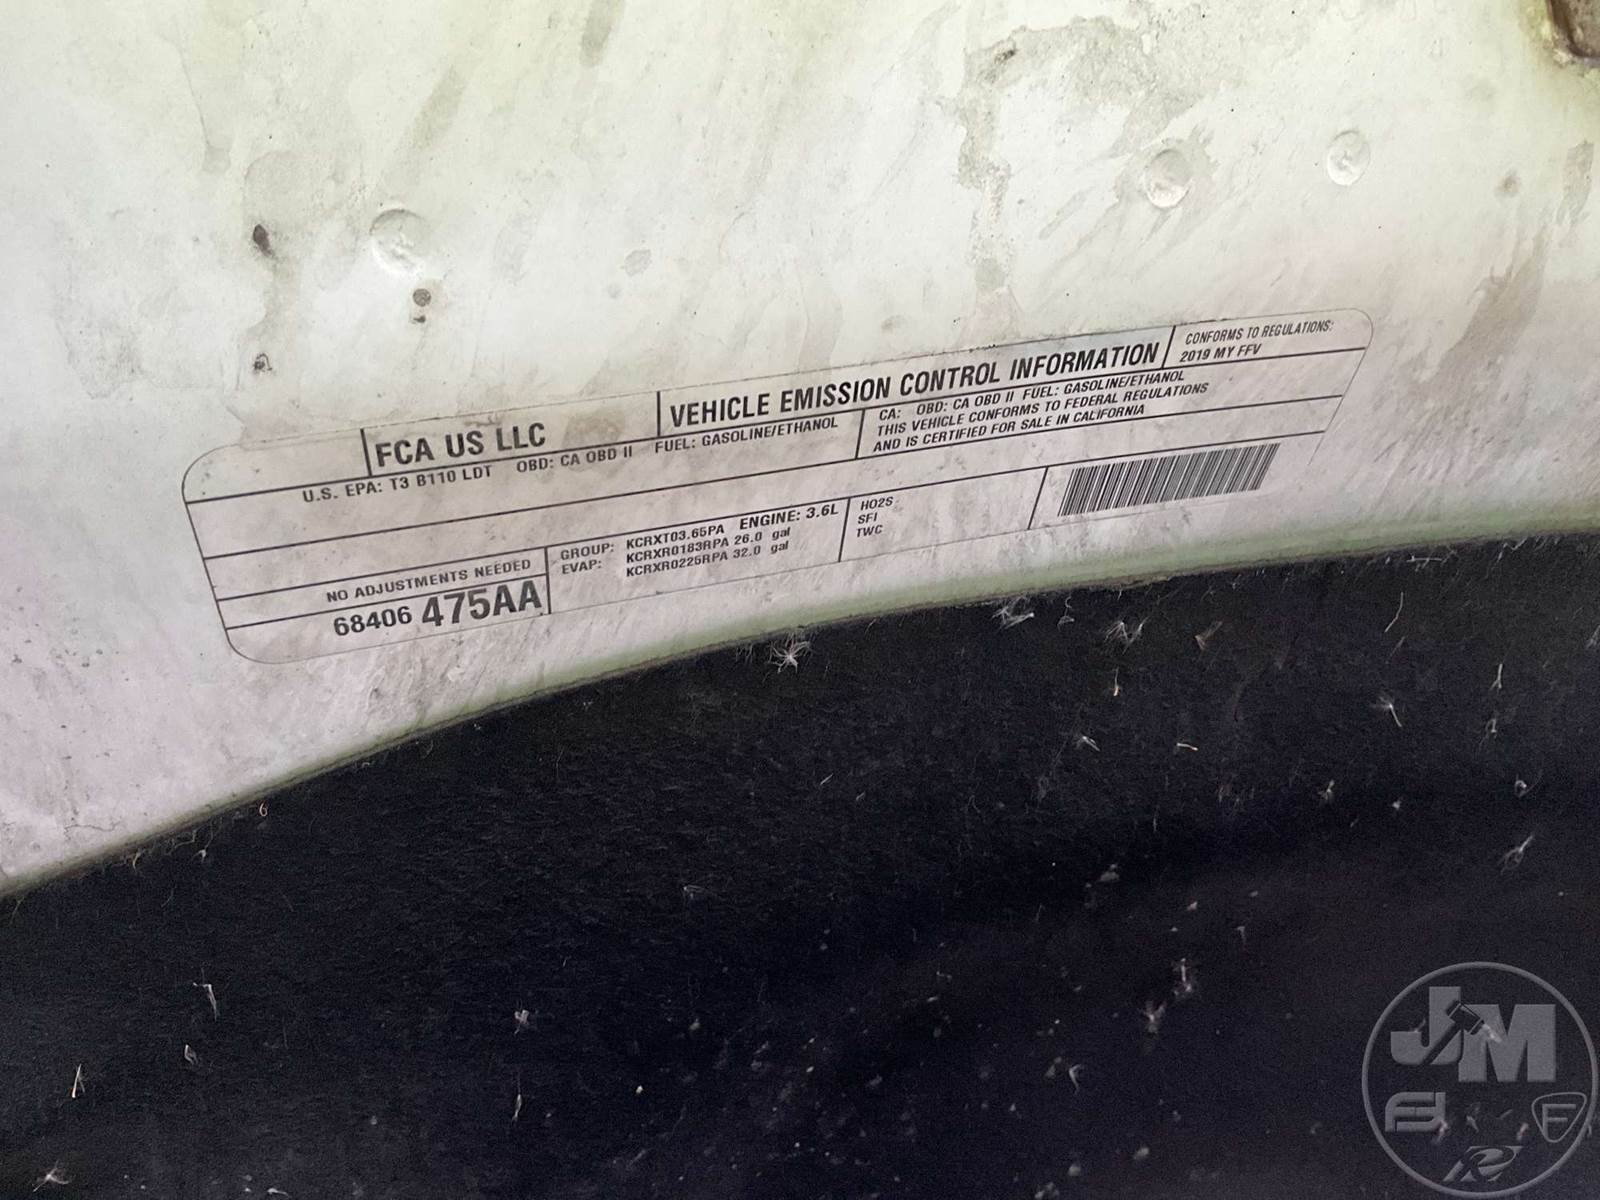 FCA US LLC
VEHICLE EMISSION CONTROL INFORMATION
CONFORMS TO REGULATIONS:
2019 MY FFV
U.S. EPA: T3 B110 LDT OBD: CA OBD II FUEL: GASOLINE/ETHANOL
CA: OBD: CA OBD II FUEL: GASOLINE/ETHANOL
THIS VEHICLE CONFORMS TO FEDERAL REGULATIONS
AND IS CERTIFIED FOR SALE IN CALIFORNIA
NO ADJUSTMENTS NEEDED
68406 475AA
GROUP: KCRXT03.65PA ENGINE: 3.6L
EVAP: KCRXR0183RPA 26.0 gal
KCRXR0225RPA 32.0 gal
HO2S
SFI
TWC
JM